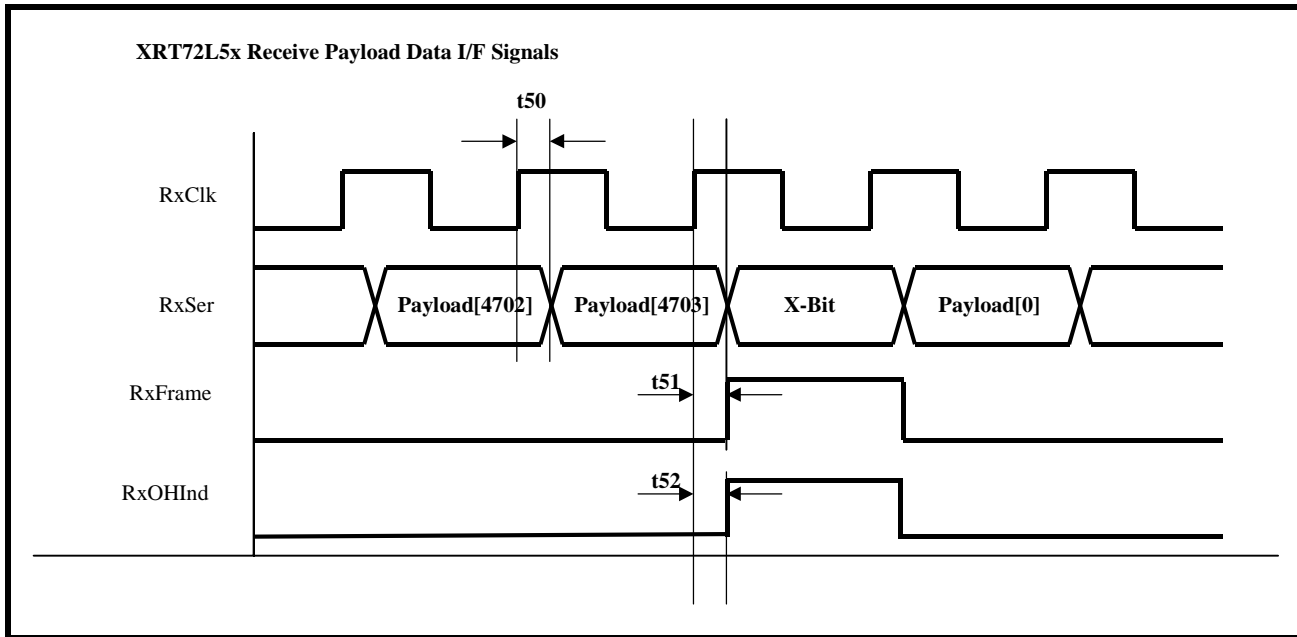 XRT72L5x Receive Payload Data I/F Signals
t50
RxClk
RxSer
Payload[4702]
Payload[4703]
X-Bit
Payload[0]
RxFrame
t51
RxOHInd
t52